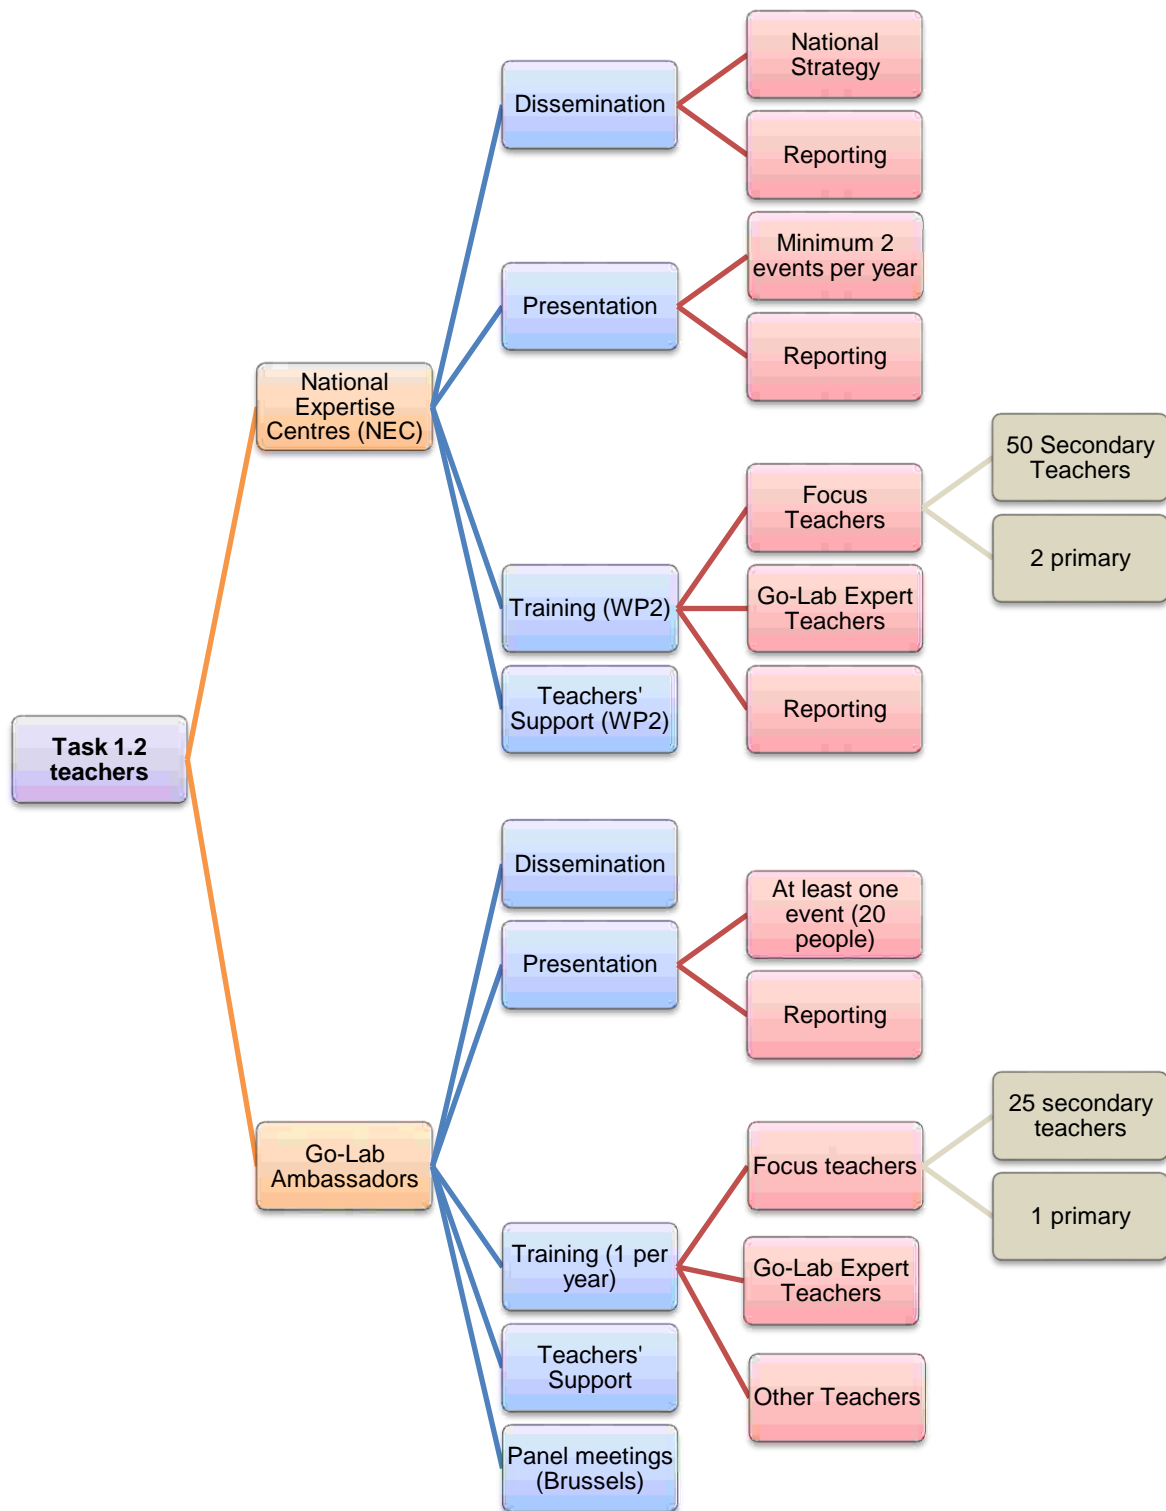 Task 1.2
teachers
National
Expertise
Centres (NEC)
Dissemination
National
Strategy
Reporting
Presentation
Minimum 2
events per year
Reporting
Training (WP2)
Focus
Teachers
50 Secondary
Teachers
2 primary
Go-Lab Expert
Teachers
Reporting
Teachers'
Support (WP2)
Go-Lab
Ambassadors
Dissemination
Presentation
At least one
event (20
people)
Reporting
Training (1 per
year)
Focus teachers
25 secondary
teachers
1 primary
Go-Lab Expert
Teachers
Other Teachers
Teachers'
Support
Panel meetings
(Brussels)